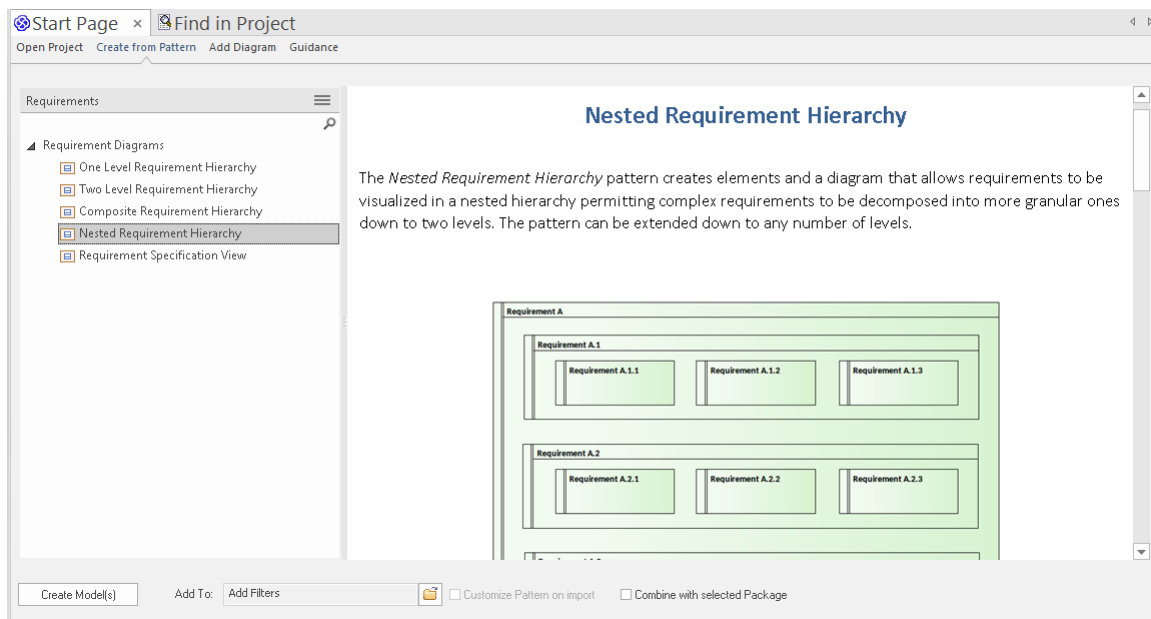 Start Page
Find in Project
Open Project Create from Pattern Add Diagram Guidance
Requirements
Requirement Diagrams
One Level Requirement Hierarchy
Two Level Requirement Hierarchy
Composite Requirement Hierarchy
Nested Requirement Hierarchy
Requirement Specification View
Nested Requirement Hierarchy
The Nested Requirement Hierarchy pattern creates elements and a diagram that allows requirements to be
visualized in a nested hierarchy permitting complex requirements to be decomposed into more granular ones
down to two levels. The pattern can be extended down to any number of levels.
Requirement A
Requirement A.1
Requirement A.1.1 Requirement A.1.2 Requirement A.1.3
Requirement A.2
Requirement A.2.1 Requirement A.2.2 Requirement A.2.3
Create Model(s) Add To: Add Filters Customize Pattern on import Combine with selected Package